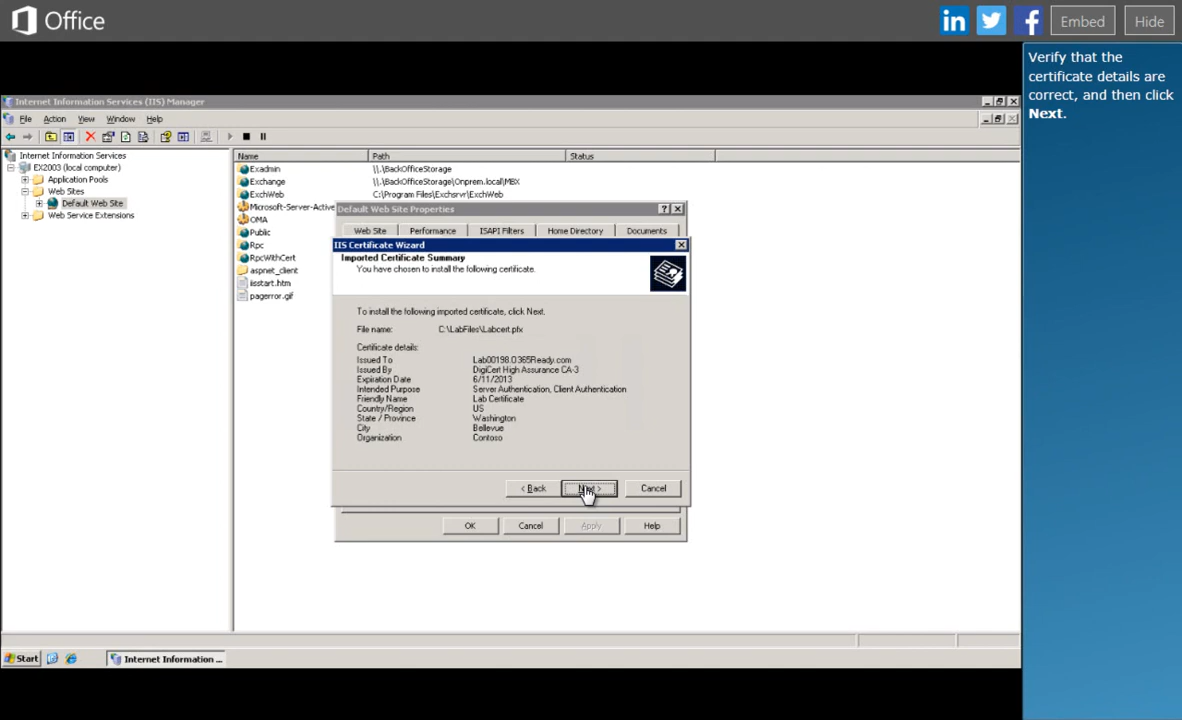 Office
in
Embed
Hide
Verify that the
certificate details are
correct, and then click
Next.
Internet Information Services (IIS) Manager
File Action View Window Help
Internet Information Services
EX2003 (local computer)
Application Pools
Web Sites
Default Web Site
Web Service Extensions
Name Path Status
Exadmin \\.\BackOfficeStorage
Exchange \\.\BackOfficeStorage\Onprem.local\MBX
ExchWeb C:\Program Files\Exchsrvr\ExchWeb
Microsoft-Server-Active
OMA
Public
Rpc
RpcWithCert
aspnet_client
iisstart.htm
pagerror.gif
Default Web Site Properties
Web Site Performance ISAPI Filters Home Directory Documents
IIS Certificate Wizard
Imported Certificate Summary
You have chosen to install the following certificate.
To install the following imported certificate, click Next.
File name: C:\LabFiles\Labcert.pfx
Certificate details:
Issued To Lab00198.O365Ready.com
Issued By DigiCert High Assurance CA-3
Expiration Date 6/11/2013
Intended Purpose Server Authentication, Client Authentication
Friendly Name Lab Certificate
Country/Region US
State / Province Washington
City Bellevue
Organization Contoso
< Back Next > Cancel
OK Cancel Apply Help
Start Internet Information ...